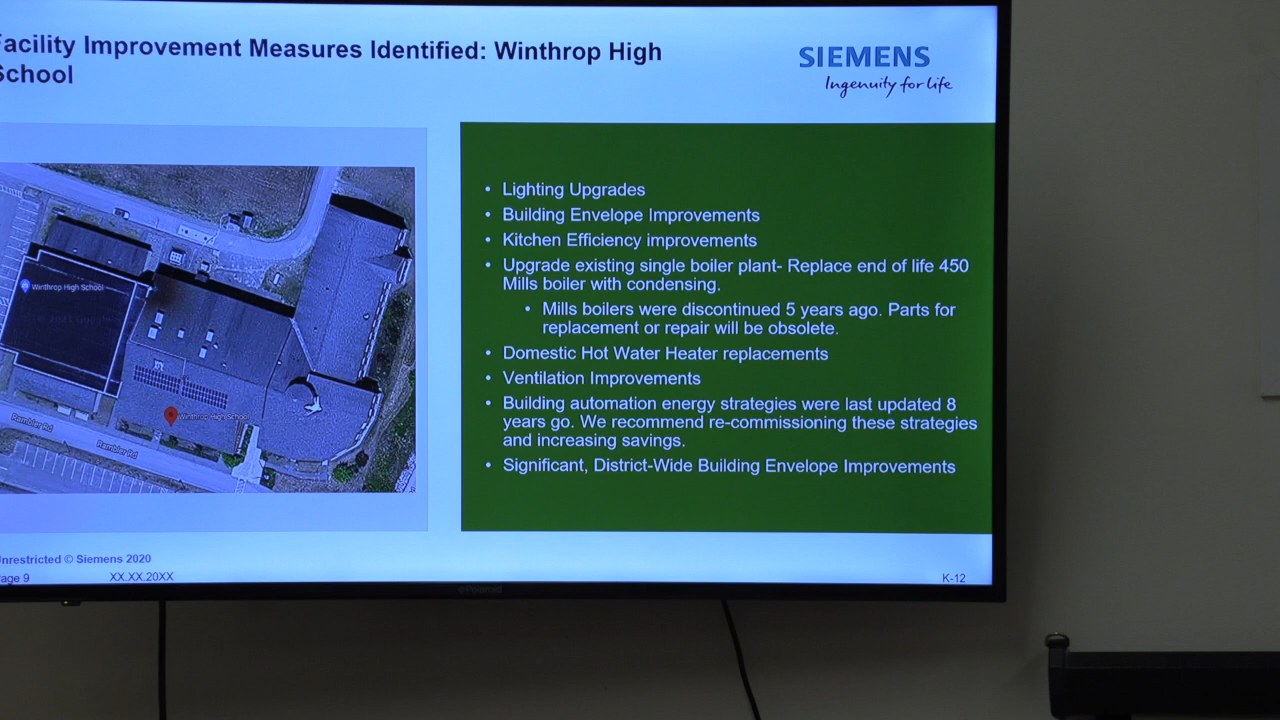 Facility Improvement Measures Identified: Winthrop High
School
SIEMENS
Ingenuity for life
• Lighting Upgrades
• Building Envelope Improvements
• Kitchen Efficiency improvements
• Upgrade existing single boiler plant- Replace end of life 450
Mills boiler with condensing.
• Mills boilers were discontinued 5 years ago. Parts for
replacement or repair will be obsolete.
• Domestic Hot Water Heater replacements
• Ventilation Improvements
• Building automation energy strategies were last updated 8
years go. We recommend re-commissioning these strategies
and increasing savings.
• Significant, District-Wide Building Envelope Improvements
Winthrop High School
Winthrop High School
Rambler Rd
Rambler Rd
Unrestricted © Siemens 2020
age 9
XX.XX.20XX
K-12
Polaroid